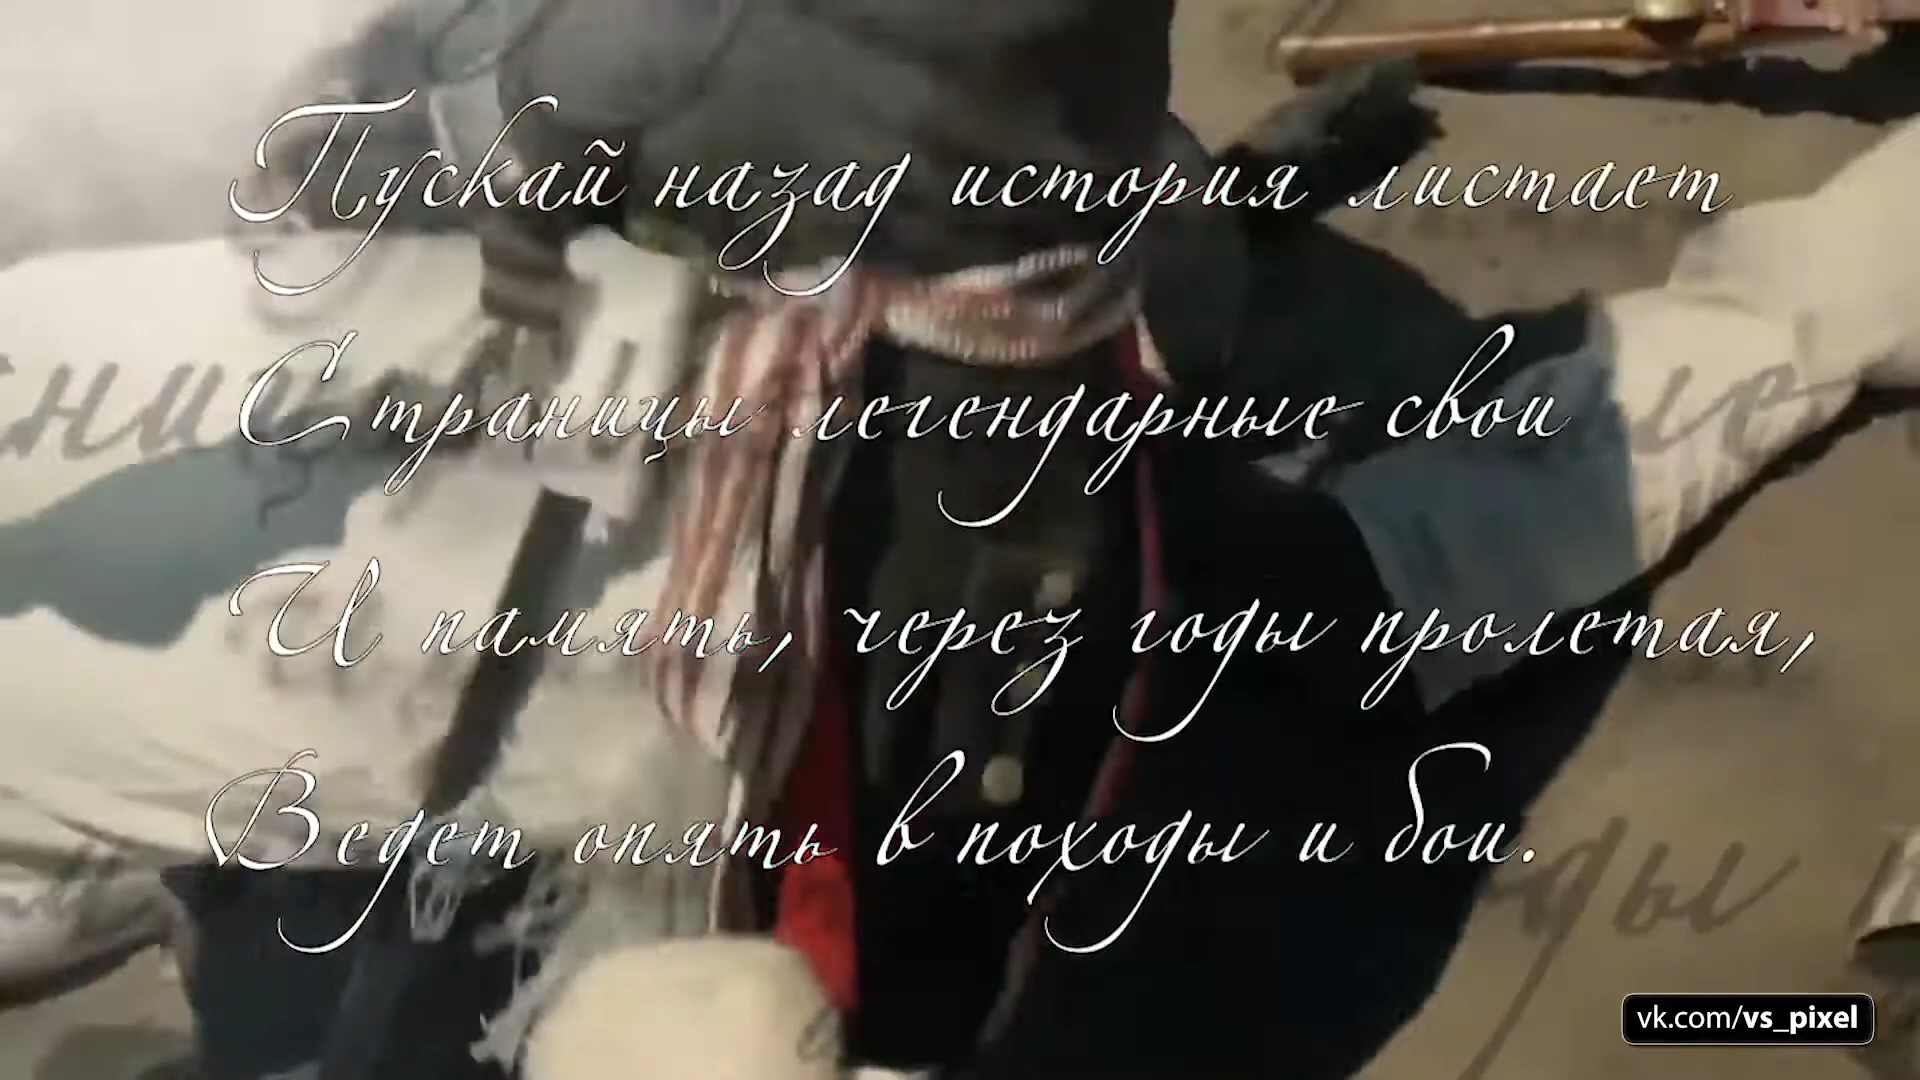 Пускай назад история листает
Страницы легендарные свои
И память, через годы пролетая,
Ведет опять в походы и бои.
vk.com/vs_pixel